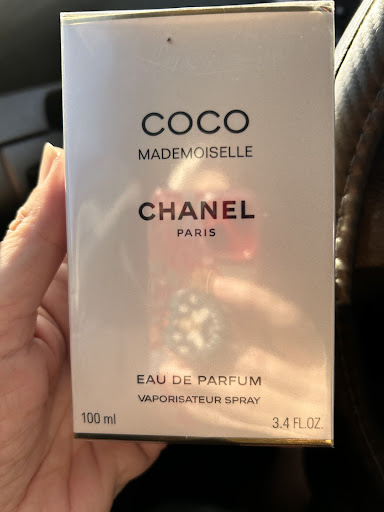 COCO
MADEMOISELLE
CHANEL
PARIS
EAU DE PARFUM
VAPORISATEUR SPRAY
100 ml 3.4 FL.OZ.